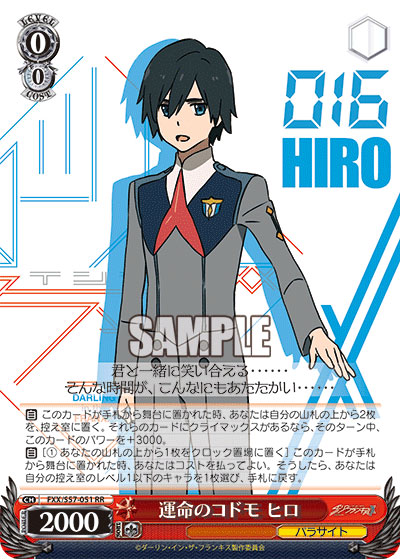 LEVEL
0
0
COST
016
HIRO
SAMPLE
君と一緒に笑い合える……
そんな時間が、こんなにもあたたかい……
DARLING
自 このカードが手札から舞台に置かれた時、あなたは自分の山札の上から2枚
を、控え室に置く。それらのカードにクライマックスがあるなら、そのターン中、
このカードのパワーを+3000。
自 [① あなたの山札の上から1枚をクロック置場に置く] このカードが手札
から舞台に置かれた時、あなたはコストを払ってよい。そうしたら、あなたは
自分の控え室のレベル1以下のキャラを1枚選び、手札に戻す。
CH
FXX/S57-051 RR
2000
運命のコドモ ヒロ
パラサイト
©ダーリン・イン・ザ・フランキス製作委員会